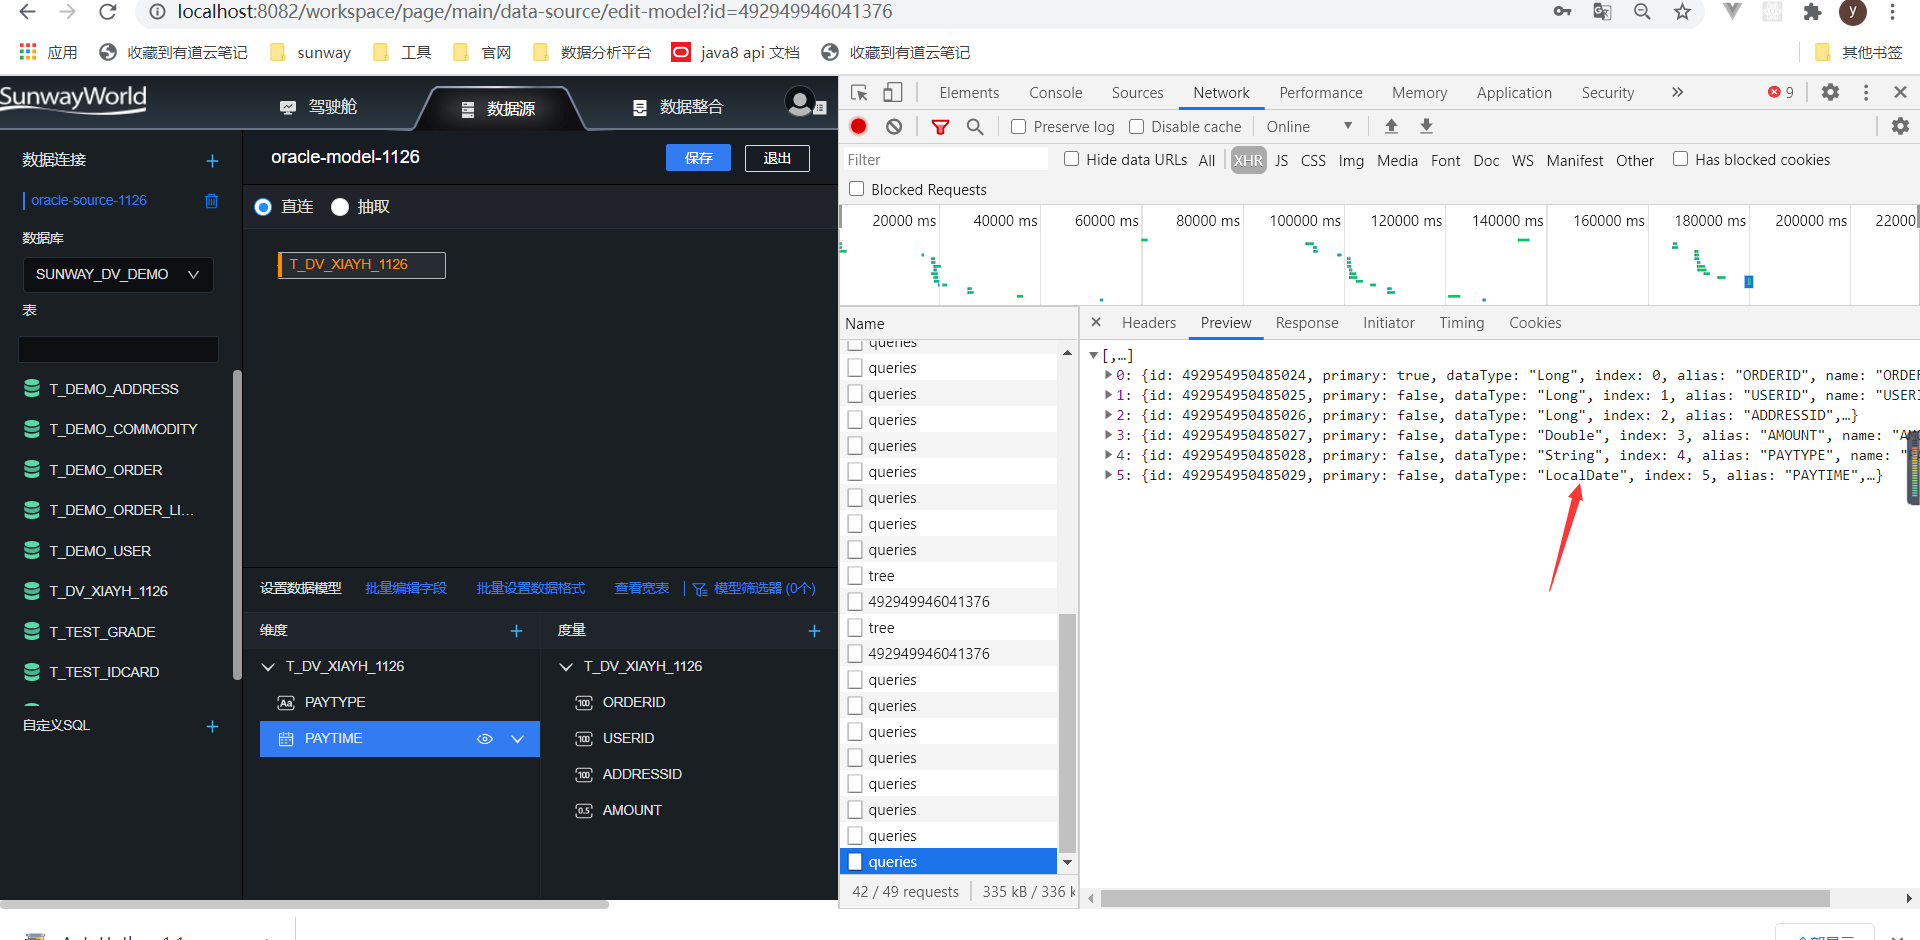 localhost:8082/workspace/page/main/data-source/edit-model?id=492949946041376
y
应用
收藏到有道云笔记
sunway
工具
官网
数据分析平台
java8 api 文档
收藏到有道云笔记
其他书签
SunwayWorld
驾驶舱
数据源
数据整合
数据连接
oracle-source-1126
数据库
SUNWAY_DV_DEMO
表
T_DEMO_ADDRESS
T_DEMO_COMMODITY
T_DEMO_ORDER
T_DEMO_ORDER_LI...
T_DEMO_USER
T_DV_XIAYH_1126
T_TEST_GRADE
T_TEST_IDCARD
自定义SQL
oracle-model-1126
保存
退出
直连
抽取
T_DV_XIAYH_1126
设置数据模型
批量编辑字段
批量设置数据格式
查看宽表
模型筛选器 (0个)
维度
T_DV_XIAYH_1126
PAYTYPE
PAYTIME
度量
T_DV_XIAYH_1126
ORDERID
USERID
ADDRESSID
AMOUNT
Elements
Console
Sources
Network
Performance
Memory
Application
Security
9
Preserve log
Disable cache
Online
Filter
Hide data URLs
All
XHR
JS
CSS
Img
Media
Font
Doc
WS
Manifest
Other
Has blocked cookies
Blocked Requests
20000 ms
40000 ms
60000 ms
80000 ms
100000 ms
120000 ms
140000 ms
160000 ms
180000 ms
200000 ms
22000
Name
queries
queries
queries
queries
queries
queries
queries
queries
queries
tree
492949946041376
tree
492949946041376
queries
queries
queries
queries
queries
queries
queries
queries
42 / 49 requests
335 kB / 336 k
Headers
Preview
Response
Initiator
Timing
Cookies
[,…]
0: {id: 492954950485024, primary: true, dataType: "Long", index: 0, alias: "ORDERID", name: "ORDE
1: {id: 492954950485025, primary: false, dataType: "Long", index: 1, alias: "USERID", name: "USERI
2: {id: 492954950485026, primary: false, dataType: "Long", index: 2, alias: "ADDRESSID",…}
3: {id: 492954950485027, primary: false, dataType: "Double", index: 3, alias: "AMOUNT", name: "AM
4: {id: 492954950485028, primary: false, dataType: "String", index: 4, alias: "PAYTYPE", name: "
5: {id: 492954950485029, primary: false, dataType: "LocalDate", index: 5, alias: "PAYTIME",…}